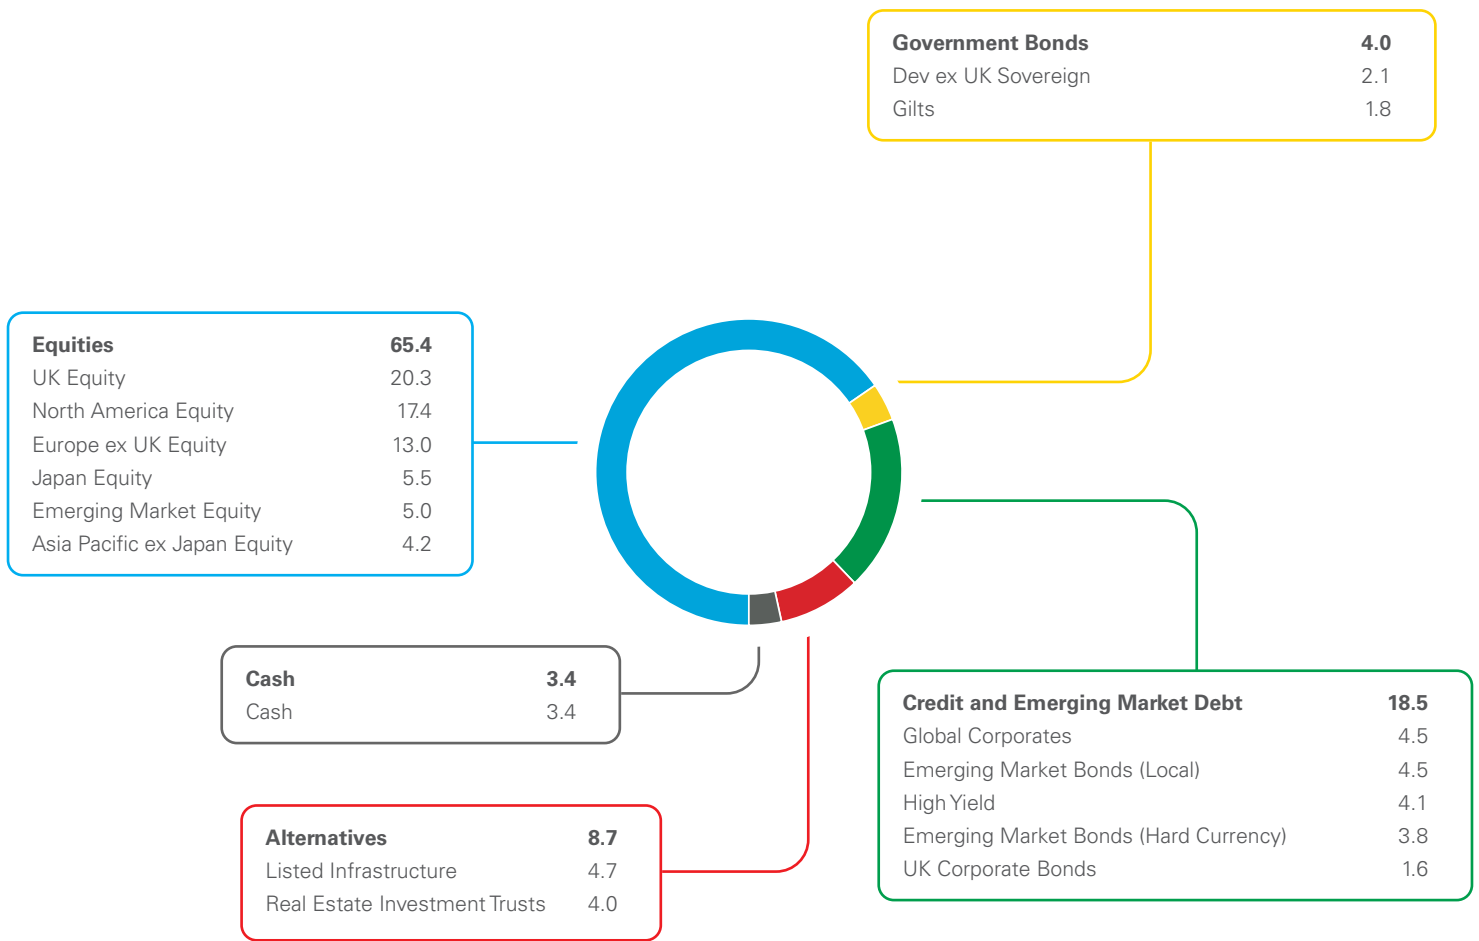 Government Bonds 4.0
Dev ex UK Sovereign 2.1
Gilts 1.8
Equities 65.4
UK Equity 20.3
North America Equity 17.4
Europe ex UK Equity 13.0
Japan Equity 5.5
Emerging Market Equity 5.0
Asia Pacific ex Japan Equity 4.2
Cash 3.4
Cash 3.4
Credit and Emerging Market Debt 18.5
Global Corporates 4.5
Emerging Market Bonds (Local) 4.5
High Yield 4.1
Emerging Market Bonds (Hard Currency) 3.8
UK Corporate Bonds 1.6
Alternatives 8.7
Listed Infrastructure 4.7
Real Estate Investment Trusts 4.0